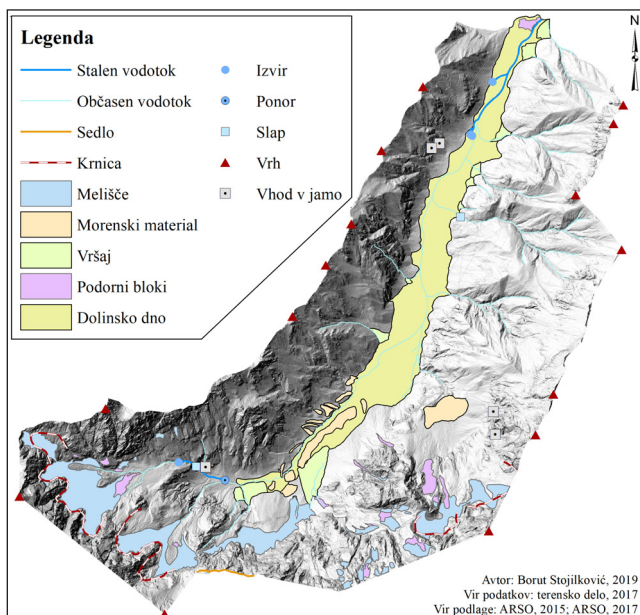 Legenda
Stalen vodotok
Občasen vodotok
Sedlo
Krnica
Melišče
Morenski material
Vršaj
Podorni bloki
Dolinsko dno
Izvir
Ponor
Slap
Vrh
Vhod v jamo
N
Avtor: Borut Stojilković, 2019
Vir podatkov: terensko delo, 2017
Vir podlage: ARSO, 2015; ARSO, 2017